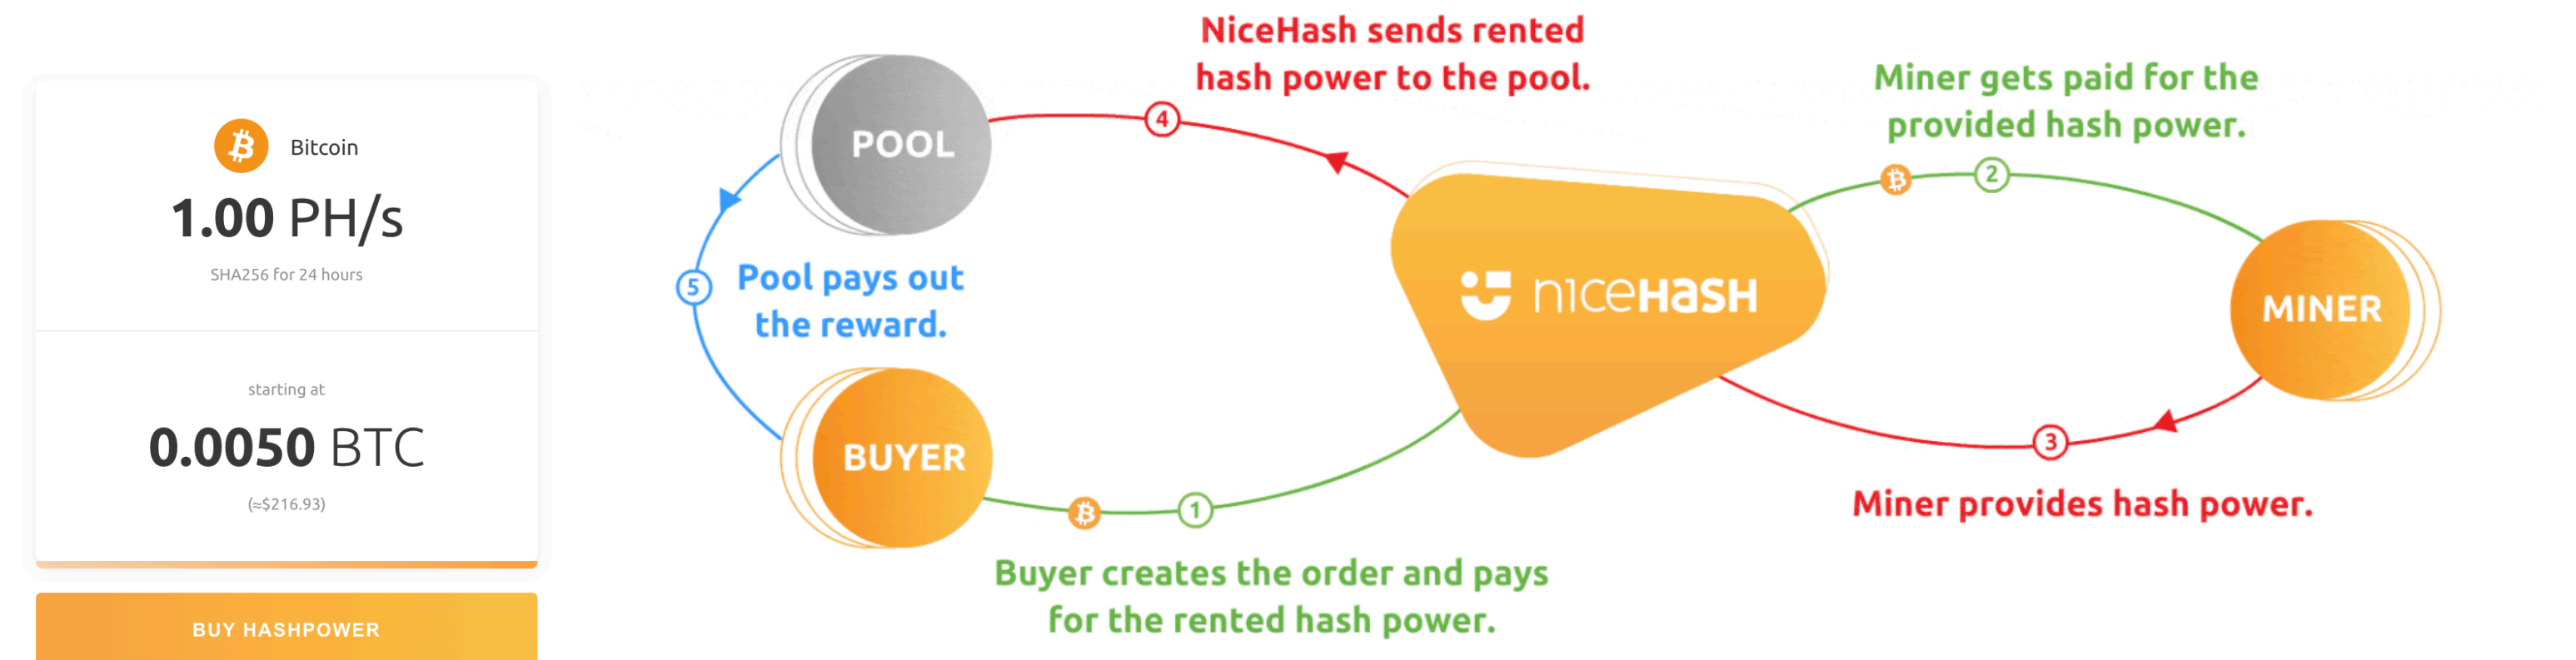 Bitcoin
1.00 PH/s
SHA256 for 24 hours
starting at
0.0050 BTC
(≈$216.93)
BUY HASHPOWER
NiceHash sends rented
hash power to the pool.
4
POOL
5
Pool pays out
the reward.
BUYER
1
Buyer creates the order and pays
for the rented hash power.
nıceHaSH
Miner gets paid for the
provided hash power.
2
MINER
3
Miner provides hash power.